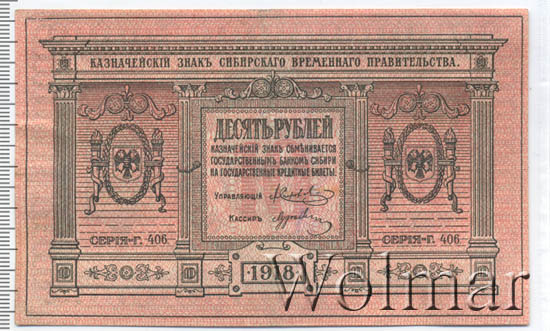 КАЗНАЧЕЙСКІЙ ЗНАКЪ СИБИРСКАГО ВРЕМЕННАГО ПРАВИТЕЛЬСТВА.
ДЕСЯТЬ РУБЛЕЙ
КАЗНАЧЕЙСКІЙ ЗНАКЪ ОБМѢНИВАЕТСЯ
ГОСУДАРСТВЕННЫМЪ БАНКОМЪ СИБИРИ
НА ГОСУДАРСТВЕННЫЕ КРЕДИТНЫЕ БИЛЕТЫ.
УПРАВЛЯЮЩІЙ
КАССИРЪ
СЕРІЯ-Г. 406
СЕРІЯ-Г. 406
1918
Wolmar